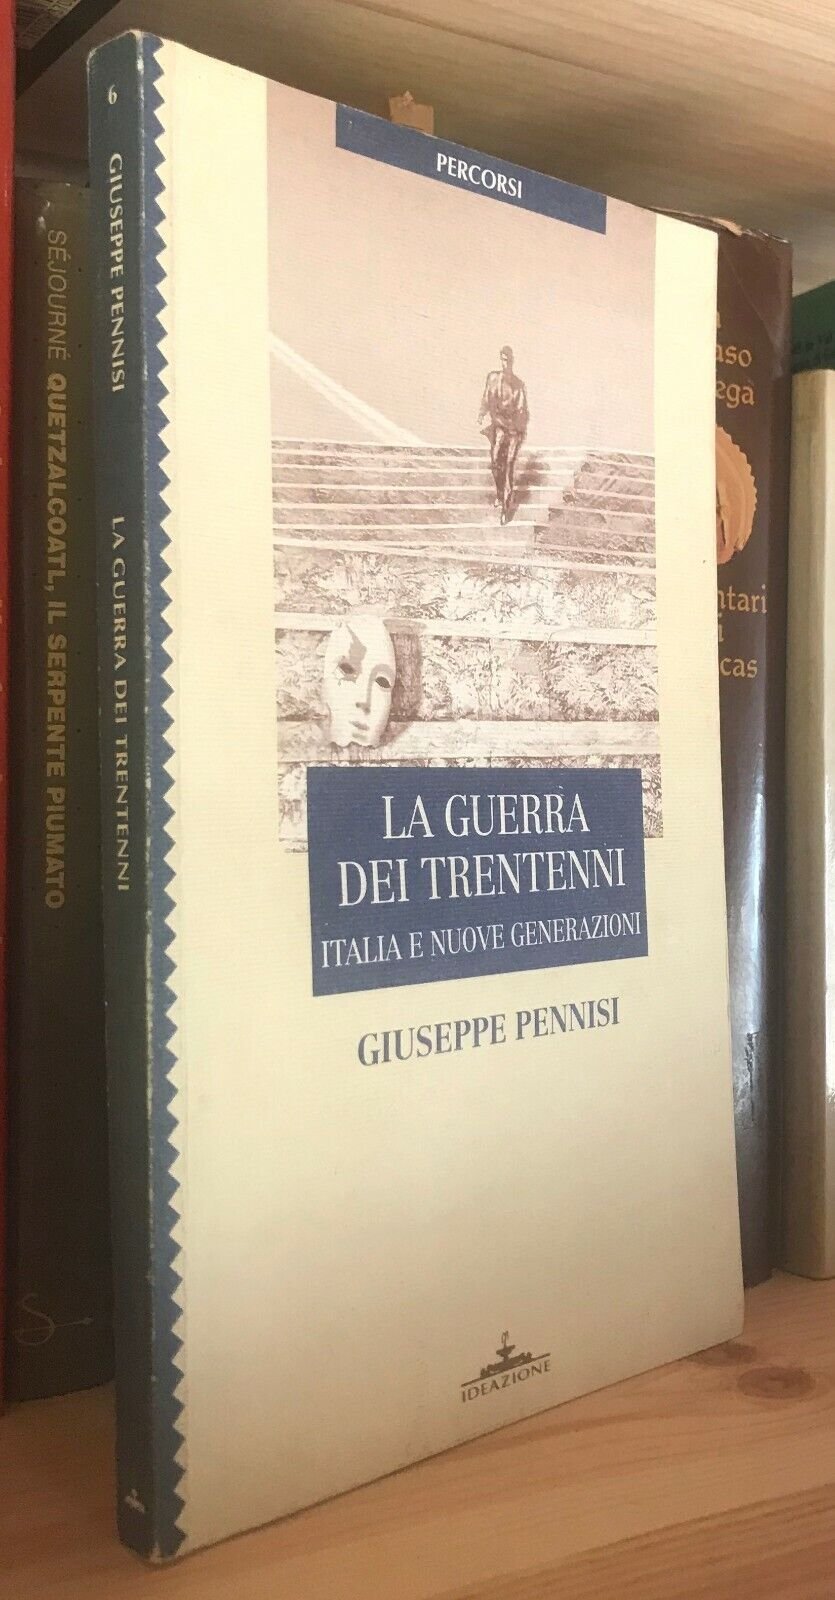 6
GIUSEPPE PENNISI
LA GUERRA DEI TRENTENNI
SÉJOURNÉ QUETZALCOATL, IL SERPENTE PIUMATO
PERCORSI
LA GUERRA
DEI TRENTENNI
ITALIA E NUOVE GENERAZIONI
GIUSEPPE PENNISI
IDEAZIONE